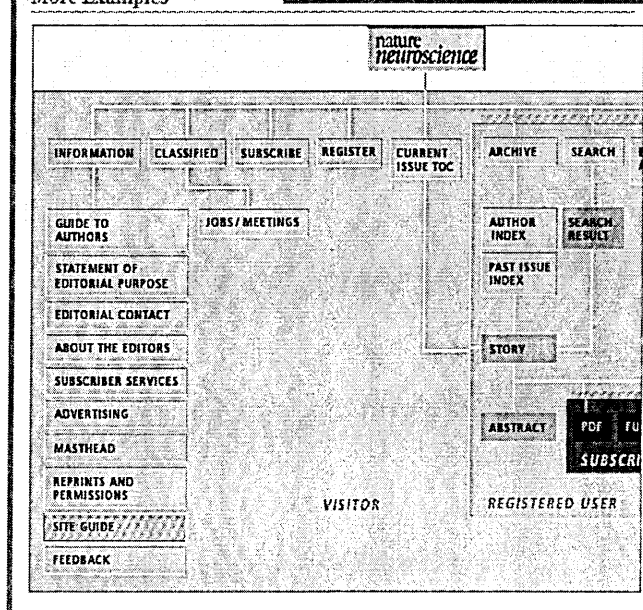 More Examples
nature
neuroscience
INFORMATION
CLASSIFIED
SUBSCRIBE
REGISTER
CURRENT
ISSUE TOC
ARCHIVE
SEARCH
GUIDE TO
AUTHORS
JOBS/MEETINGS
AUTHOR
INDEX
SEARCH
RESULT
STATEMENT OF
EDITORIAL PURPOSE
PAST ISSUE
INDEX
EDITORIAL CONTACT
ABOUT THE EDITORS
STORY
SUBSCRIBER SERVICES
ADVERTISING
ABSTRACT
PDF
FU
SUBSCRI
MASTHEAD
REPRINTS AND
PERMISSIONS
VISITOR
REGISTERED USER
SITE GUIDE
FEEDBACK